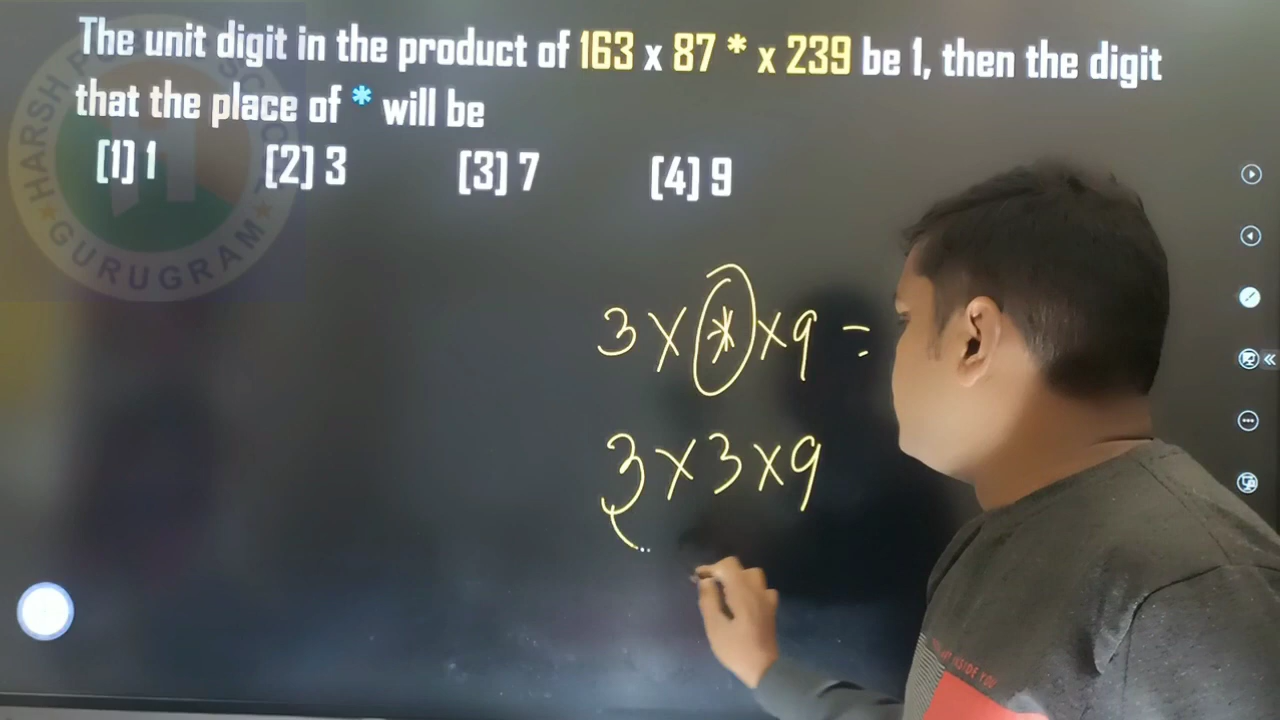 The unit digit in the product of 163 x 87 * x 239 be 1, then the digit
that the place of * will be
[1] 1 [2] 3 [3] 7 [4] 9
3 x * x 9 =
3 x 3 x 9
GURUGRAM